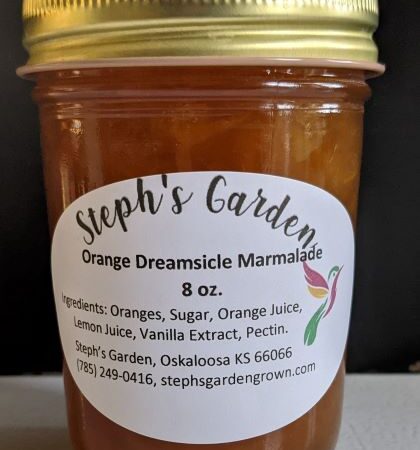 Steph's Garden
Orange Dreamsicle Marmalade
8 oz.
Ingredients: Oranges, Sugar, Orange Juice,
Lemon Juice, Vanilla Extract, Pectin.
Steph's Garden, Oskaloosa KS 66066
(785) 249-0416, stephsgardengrown.com